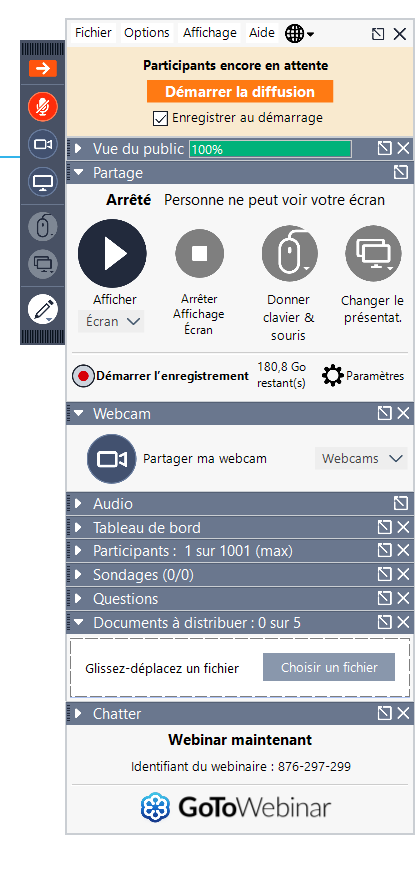 Fichier Options Affichage Aide
Participants encore en attente
Démarrer la diffusion
Enregistrer au démarrage
Vue du public 100%
Partage
Arrêté Personne ne peut voir votre écran
Afficher
Écran
Arrêter
Affichage
Écran
Donner
clavier &
souris
Changer le
présentat.
Démarrer l'enregistrement
180,8 Go
restant(s)
Paramètres
Webcam
Partager ma webcam
Webcams
Audio
Tableau de bord
Participants : 1 sur 1001 (max)
Sondages (0/0)
Questions
Documents à distribuer : 0 sur 5
Glissez-déplacez un fichier
Choisir un fichier
Chatter
Webinar maintenant
Identifiant du webinaire : 876-297-299
GoToWebinar